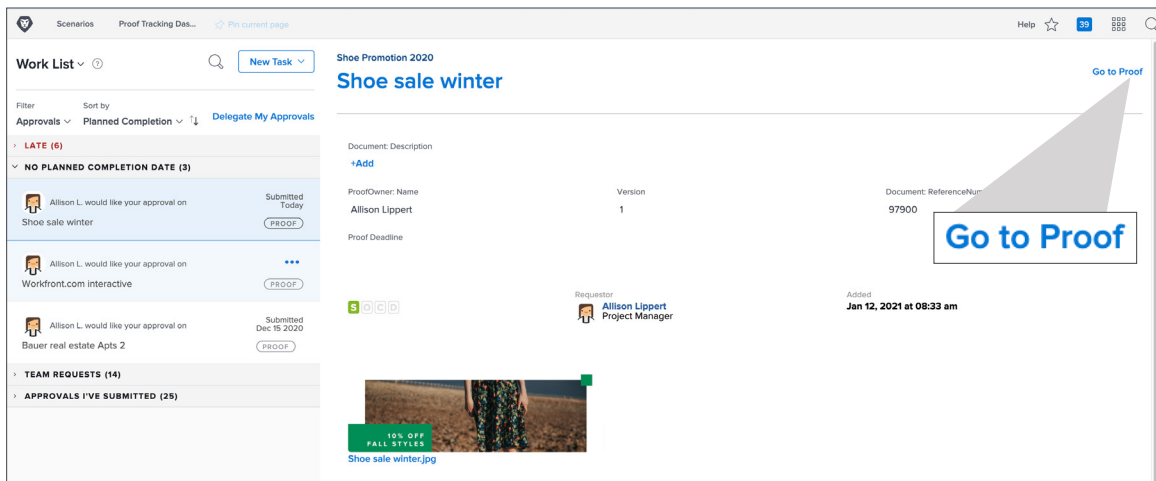 Scenarios Proof Tracking Das... Pin current page Help 39
Work List New Task
Filter Sort by
Approvals Planned Completion Delegate My Approvals
LATE (6)
NO PLANNED COMPLETION DATE (3)
Allison L. would like your approval on Submitted
Today
Shoe sale winter PROOF
Allison L. would like your approval on
Workfront.com interactive PROOF
Allison L. would like your approval on Submitted
Dec 15 2020
Bauer real estate Apts 2 PROOF
TEAM REQUESTS (14)
APPROVALS I'VE SUBMITTED (25)
Shoe Promotion 2020
Shoe sale winter
Go to Proof
Document: Description
+Add
ProofOwner: Name Version Document: ReferenceNum
Allison Lippert 1 97900
Proof Deadline
Go to Proof
S O C D
Requestor Added
Allison Lippert Jan 12, 2021 at 08:33 am
Project Manager
10% OFF
FALL STYLES
Shoe sale winter.jpg